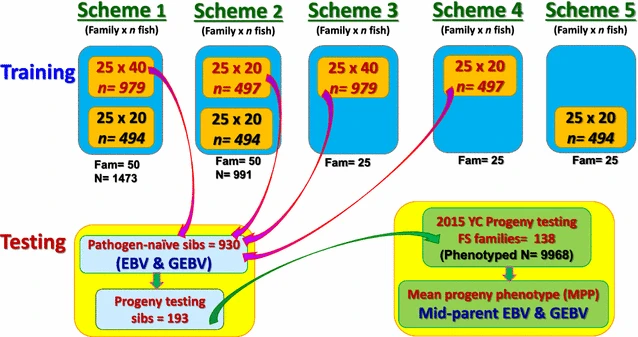 Scheme 1 Scheme 2 Scheme 3 Scheme 4 Scheme 5
(Family x n fish) (Family x n fish) (Family x n fish) (Family x n fish) (Family x n fish)
Training
25 x 40 25 x 20 25 x 40 25 x 20
n= 979 n= 497 n= 979 n= 497
25 x 20 25 x 20 25 x 20
n= 494 n= 494 n= 494
Fam= 50 Fam= 50 Fam= 25 Fam= 25 Fam= 25
N= 1473 N= 991
Testing
Pathogen-naïve sibs = 930
(EBV & GEBV)
Progeny testing
sibs = 193
2015 YC Progeny testing
FS families= 138
(Phenotyped N= 9968)
Mean progeny phenotype (MPP)
Mid-parent EBV & GEBV